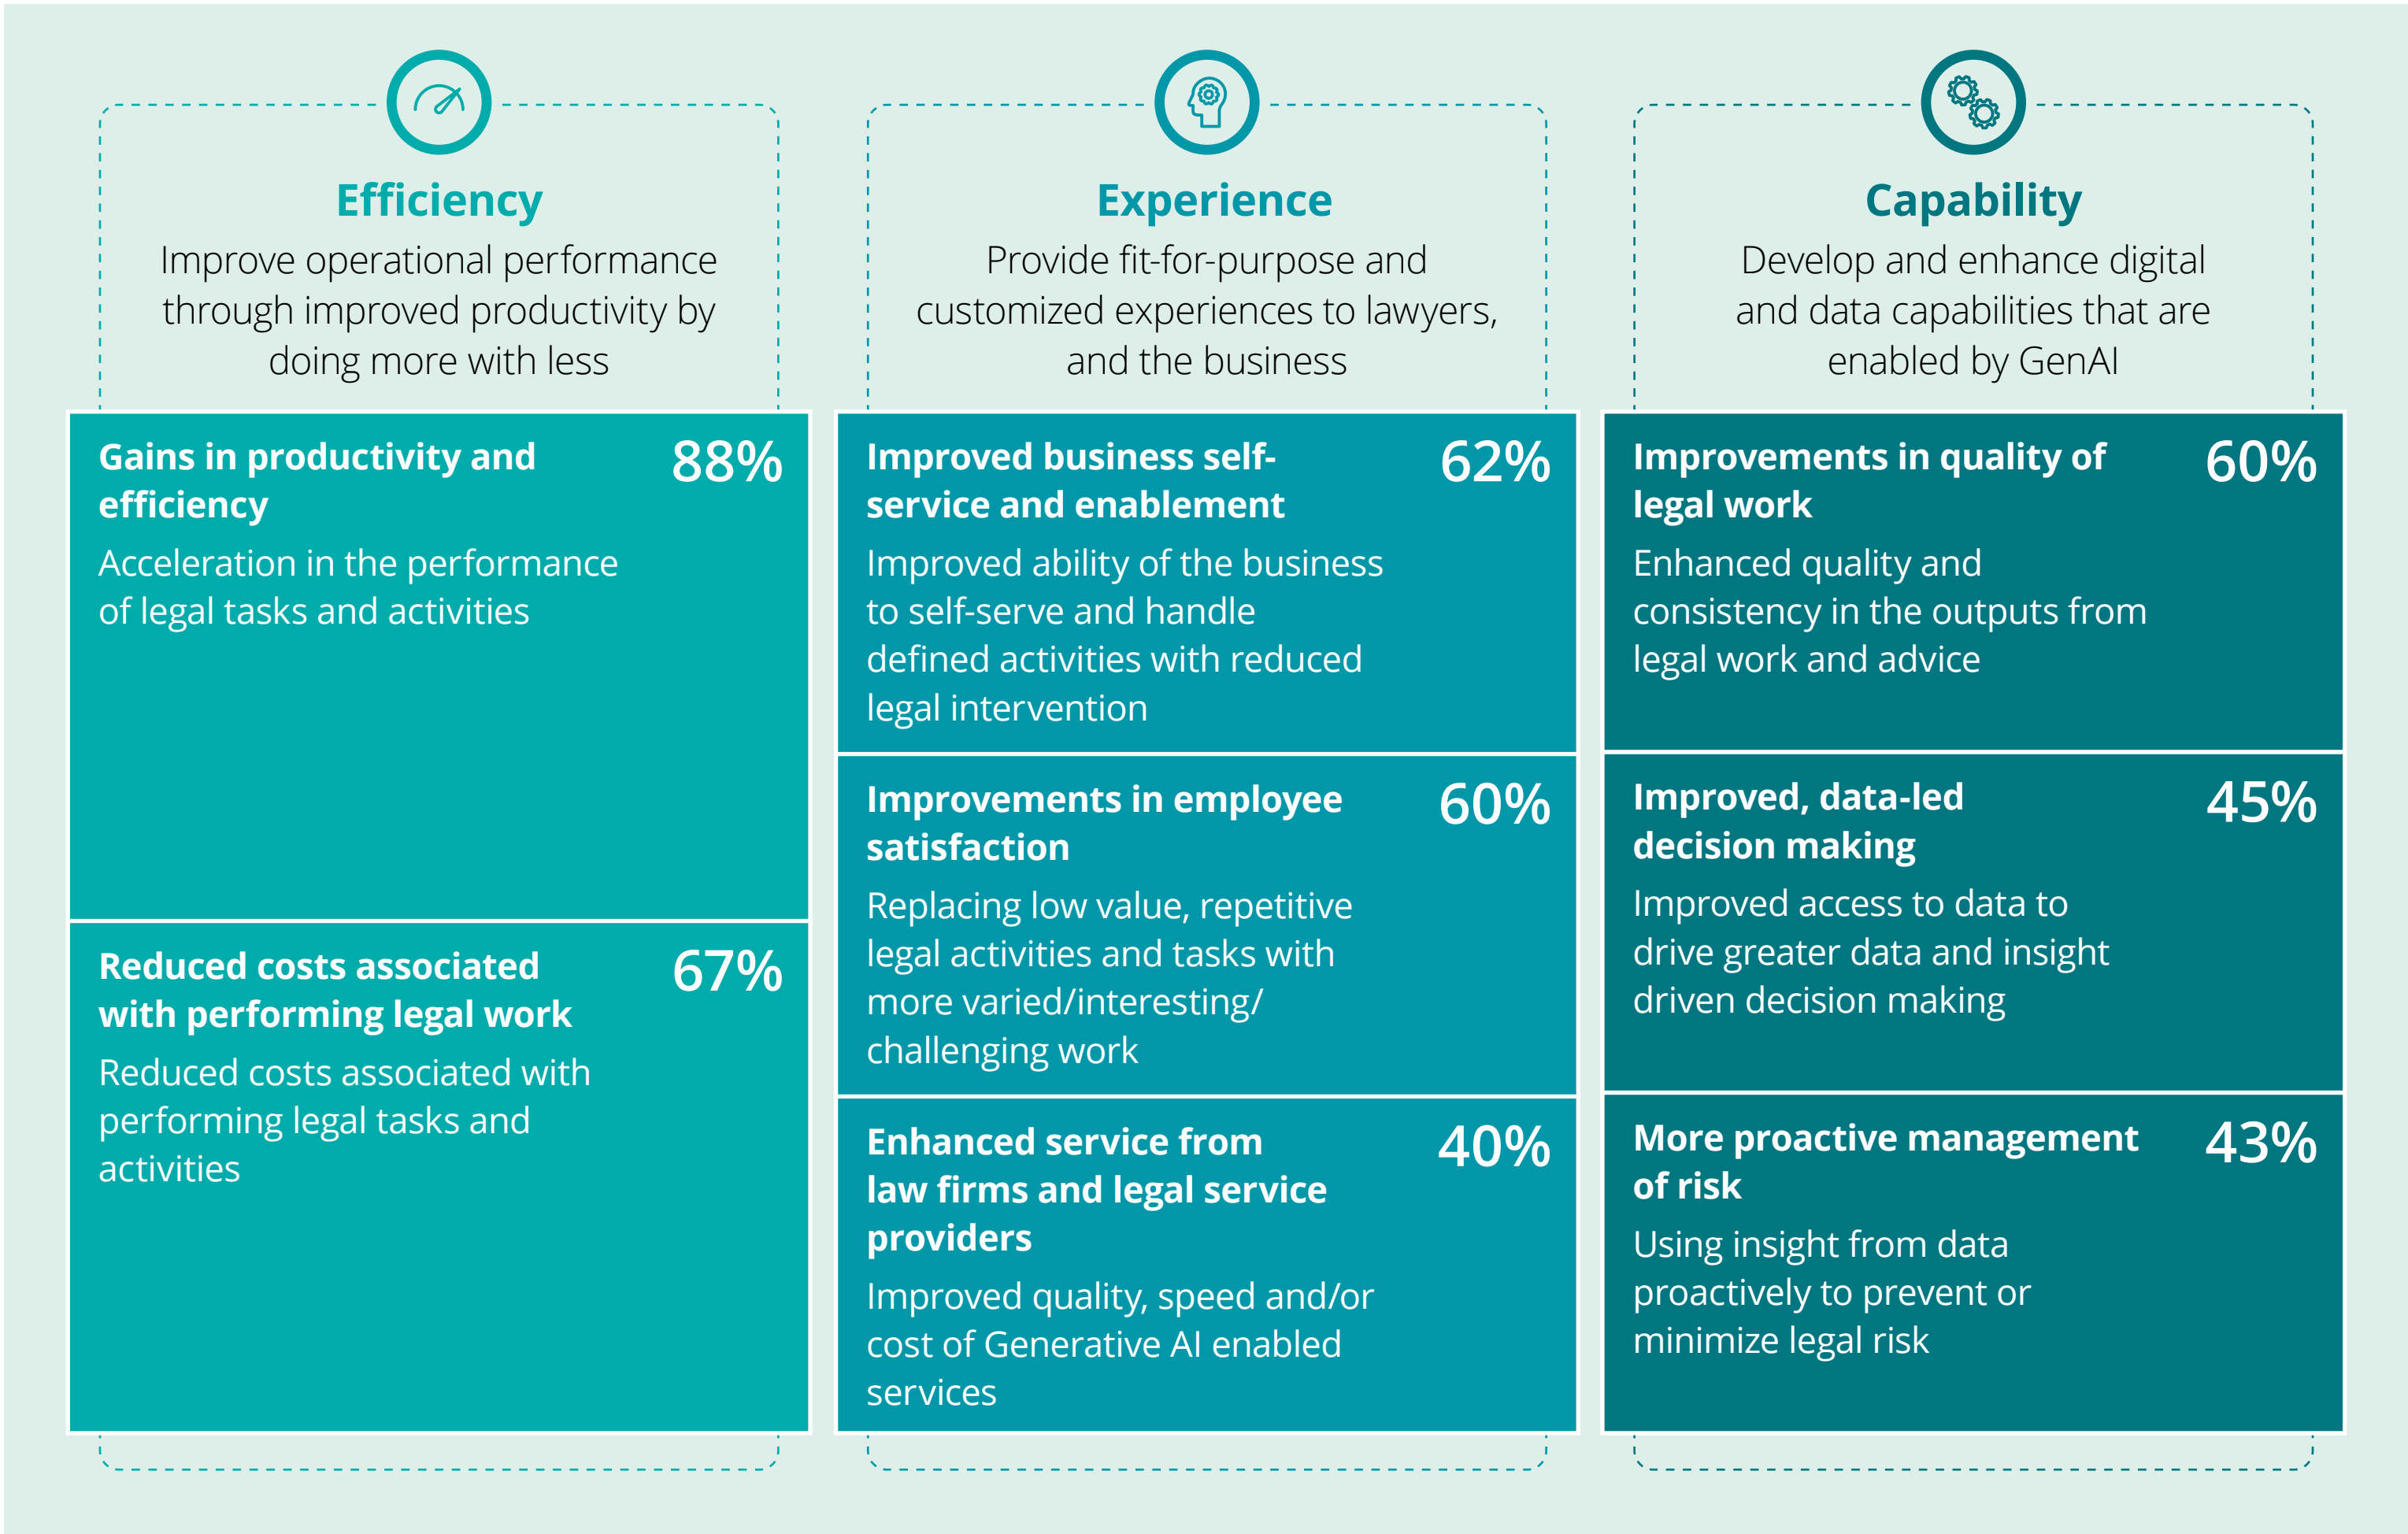 Efficiency
Improve operational performance
through improved productivity by
doing more with less
Gains in productivity and
efficiency
88%
Acceleration in the performance
of legal tasks and activities
Reduced costs associated
with performing legal work
67%
Reduced costs associated with
performing legal tasks and
activities
Experience
Provide fit-for-purpose and
customized experiences to lawyers,
and the business
Improved business self-
service and enablement
62%
Improved ability of the business
to self-serve and handle
defined activities with reduced
legal intervention
Improvements in employee
satisfaction
60%
Replacing low value, repetitive
legal activities and tasks with
more varied/interesting/
challenging work
Enhanced service from
law firms and legal service
providers
40%
Improved quality, speed and/or
cost of Generative AI enabled
services
Capability
Develop and enhance digital
and data capabilities that are
enabled by GenAI
Improvements in quality of
legal work
60%
Enhanced quality and
consistency in the outputs from
legal work and advice
Improved, data-led
decision making
45%
Improved access to data to
drive greater data and insight
driven decision making
More proactive management
of risk
43%
Using insight from data
proactively to prevent or
minimize legal risk